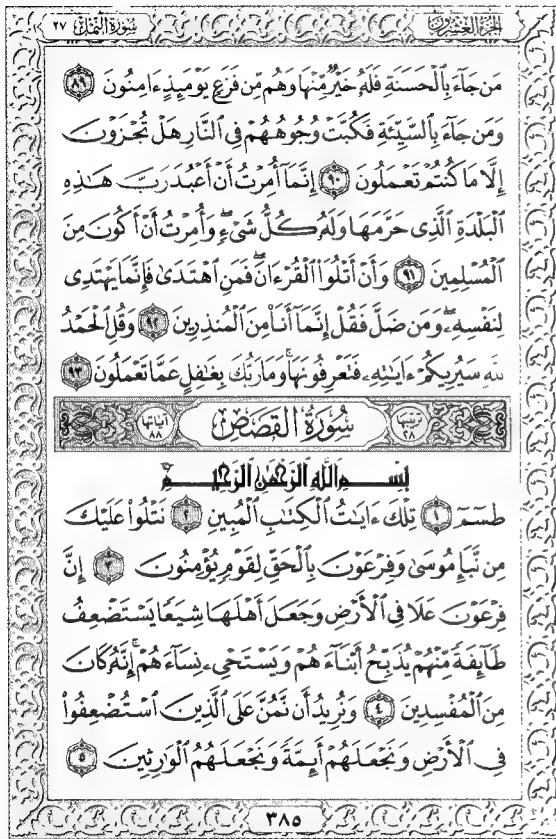 الجزء العشرون
سورة النمل ٢٧
مَن جَآءَ بِٱلْحَسَنَةِ فَلَهُۥ خَيْرٌ مِّنْهَا وَهُم مِّن فَزَعٍ يَوْمَئِذٍ ءَامِنُونَ ٨٩
وَمَن جَآءَ بِٱلسَّيِّئَةِ فَكُبَّتْ وُجُوهُهُمْ فِى ٱلنَّارِ هَلْ تُجْزَوْنَ
إِلَّا مَا كُنتُمْ تَعْمَلُونَ ٩٠ إِنَّمَآ أُمِرْتُ أَنْ أَعْبُدَ رَبَّ هَٰذِهِ
ٱلْبَلْدَةِ ٱلَّذِى حَرَّمَهَا وَلَهُۥ كُلُّ شَىْءٍ ۖ وَأُمِرْتُ أَنْ أَكُونَ مِنَ
ٱلْمُسْلِمِينَ ٩١ وَأَنْ أَتْلُوَا۟ ٱلْقُرْءَانَ ۖ فَمَنِ ٱهْتَدَىٰ فَإِنَّمَا يَهْتَدِى
لِنَفْسِهِۦ ۖ وَمَن ضَلَّ فَقُلْ إِنَّمَآ أَنَا۠ مِنَ ٱلْمُنذِرِينَ ٩٢ وَقُلِ ٱلْحَمْدُ
لِلَّهِ سَيُرِيكُمْ ءَايَٰتِهِۦ فَتَعْرِفُونَهَا ۚ وَمَا رَبُّكَ بِغَٰفِلٍ عَمَّا تَعْمَلُونَ ٩٣
ترتيبها ٢٨ سُورَةُ القَصَصِ آياتها ٨٨
بِسْمِ ٱللَّهِ ٱلرَّحْمَٰنِ ٱلرَّحِيمِ
طسٓمٓ ١ تِلْكَ ءَايَٰتُ ٱلْكِتَٰبِ ٱلْمُبِينِ ٢ نَتْلُوا۟ عَلَيْكَ
مِن نَّبَإِ مُوسَىٰ وَفِرْعَوْنَ بِٱلْحَقِّ لِقَوْمٍ يُؤْمِنُونَ ٣ إِنَّ
فِرْعَوْنَ عَلَا فِى ٱلْأَرْضِ وَجَعَلَ أَهْلَهَا شِيَعًا يَسْتَضْعِفُ
طَآئِفَةً مِّنْهُمْ يُذَبِّحُ أَبْنَآءَهُمْ وَيَسْتَحْىِۦ نِسَآءَهُمْ ۚ إِنَّهُۥ كَانَ
مِنَ ٱلْمُفْسِدِينَ ٤ وَنُرِيدُ أَن نَّمُنَّ عَلَى ٱلَّذِينَ ٱسْتُضْعِفُوا۟
فِى ٱلْأَرْضِ وَنَجْعَلَهُمْ أَئِمَّةً وَنَجْعَلَهُمُ ٱلْوَٰرِثِينَ ٥
٣٨٥